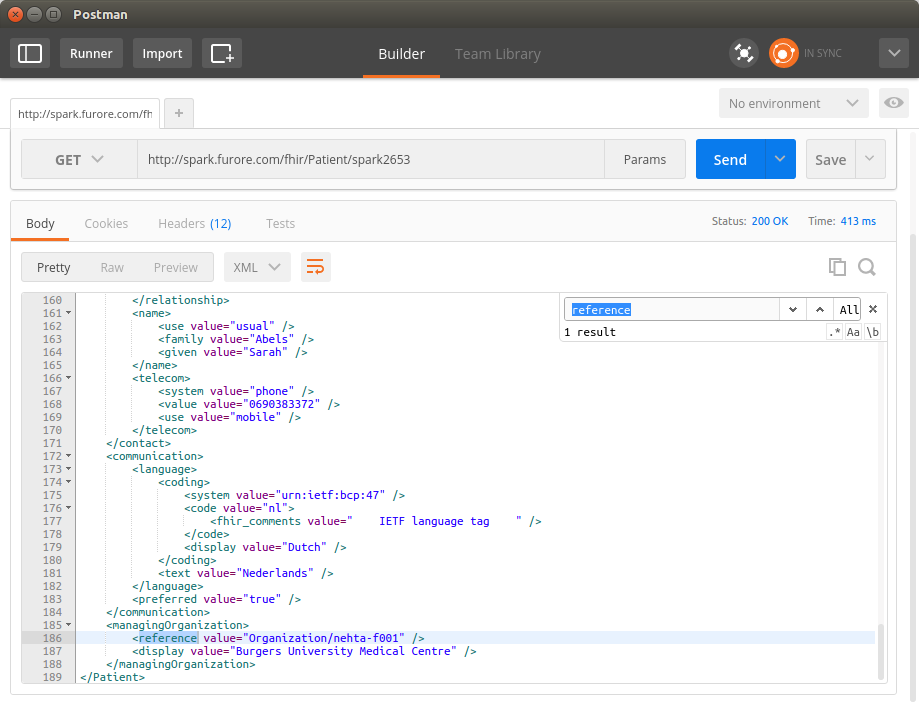 Postman
Runner
Import
Builder
Team Library
IN SYNC
http://spark.furore.com/fh
+
No environment
GET
http://spark.furore.com/fhir/Patient/spark2653
Params
Send
Save
Body
Cookies
Headers (12)
Tests
Status: 200 OK
Time: 413 ms
Pretty
Raw
Preview
XML
reference
All
1 result
.*
Aa
\b
160 </relationship>
161 <name>
162 <use value="usual" />
163 <family value="Abels" />
164 <given value="Sarah" />
165 </name>
166 <telecom>
167 <system value="phone" />
168 <value value="0690383372" />
169 <use value="mobile" />
170 </telecom>
171 </contact>
172 <communication>
173 <language>
174 <coding>
175 <system value="urn:ietf:bcp:47" />
176 <code value="nl">
177 <fhir_comments value="    IETF language tag    " />
178 </code>
179 <display value="Dutch" />
180 </coding>
181 <text value="Nederlands" />
182 </language>
183 <preferred value="true" />
184 </communication>
185 <managingOrganization>
186 <reference value="Organization/nehta-f001" />
187 <display value="Burgers University Medical Centre" />
188 </managingOrganization>
189 </Patient>